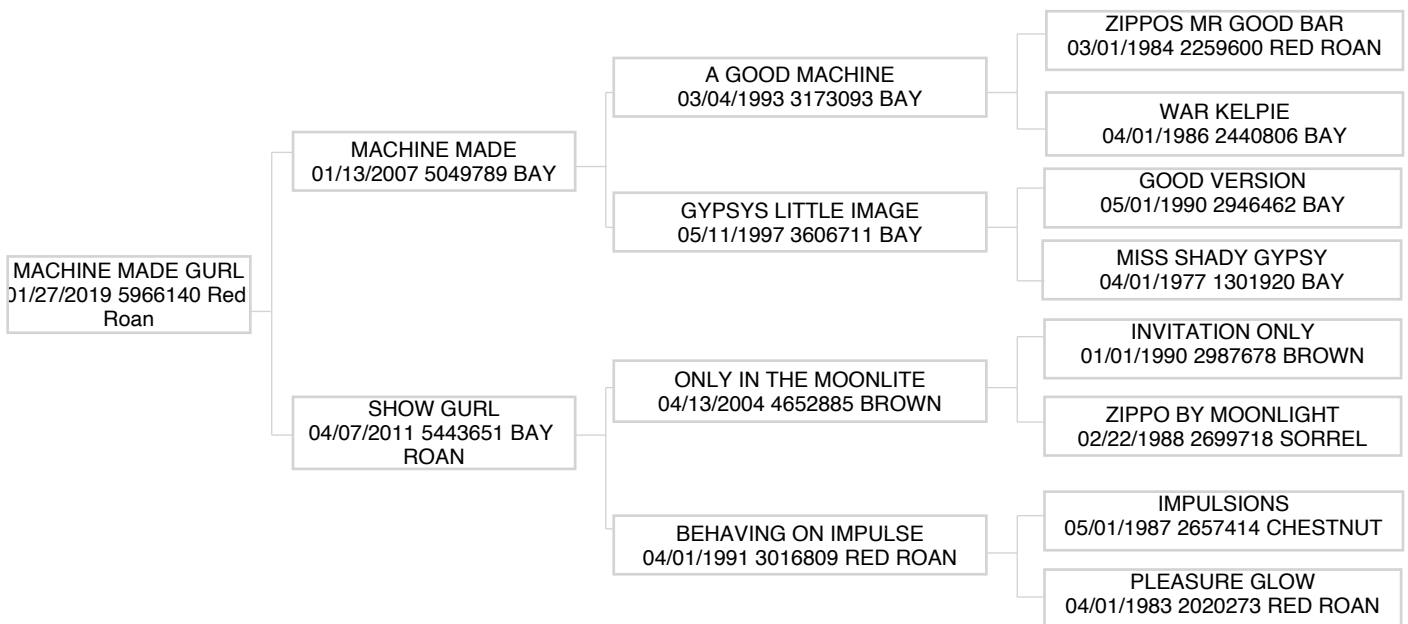 MACHINE MADE GURL
01/27/2019 5966140 Red
Roan
MACHINE MADE
01/13/2007 5049789 BAY
SHOW GURL
04/07/2011 5443651 BAY
ROAN
A GOOD MACHINE
03/04/1993 3173093 BAY
GYPSYS LITTLE IMAGE
05/11/1997 3606711 BAY
ONLY IN THE MOONLITE
04/13/2004 4652885 BROWN
BEHAVING ON IMPULSE
04/01/1991 3016809 RED ROAN
ZIPPOS MR GOOD BAR
03/01/1984 2259600 RED ROAN
WAR KELPIE
04/01/1986 2440806 BAY
GOOD VERSION
05/01/1990 2946462 BAY
MISS SHADY GYPSY
04/01/1977 1301920 BAY
INVITATION ONLY
01/01/1990 2987678 BROWN
ZIPPO BY MOONLIGHT
02/22/1988 2699718 SORREL
IMPULSIONS
05/01/1987 2657414 CHESTNUT
PLEASURE GLOW
04/01/1983 2020273 RED ROAN